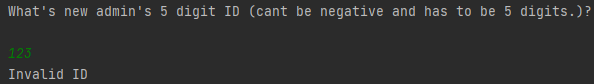 What's new admin's 5 digit ID (cant be negative and has to be 5 digits.)?
123
Invalid ID